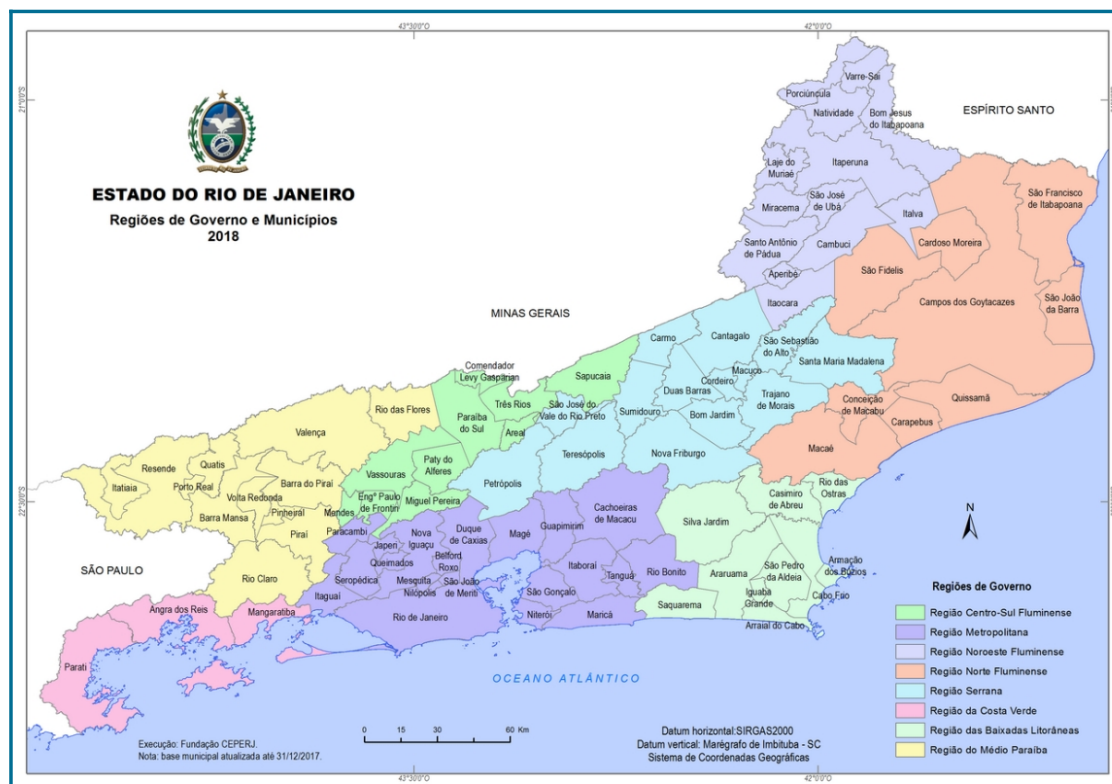 43°30'0"O
42°0'0"O
21°0'0"S
ESTADO DO RIO DE JANEIRO
Regiões de Governo e Municípios
2018
ESPÍRITO SANTO
MINAS GERAIS
SÃO PAULO
Varre-Sai
Porciúncula
Natividade
Bom Jesus
do Itabapoana
Laje do
Muriaé
Itaperuna
Miracema
São José
de Ubá
Italva
Santo Antônio
de Pádua
Cambuci
Aperibé
Itaocara
São Francisco
de Itabapoana
Cardoso Moreira
São Fidelis
Campos dos Goytacazes
São João
da Barra
Quissamã
Conceição
de Macabu
Carapebus
Macaé
Carmo
Cantagalo
São Sebastião
do Alto
Santa Maria Madalena
Macuco
Cordeiro
Duas Barras
Trajano
de Morais
Sumidouro
Bom Jardim
Nova Friburgo
Teresópolis
São José do
Vale do Rio Preto
Petrópolis
Comendador
Levy Gasparian
Sapucaia
Três Rios
Paraíba
do Sul
Areal
Paty do
Alferes
Vassouras
Engº Paulo
de Frontin
Miguel Pereira
Mendes
Rio das Flores
Valença
Resende
Quatis
Itatiaia
Porto Real
Barra do Piraí
Volta Redonda
Barra Mansa
Pinheiral
Piraí
Rio Claro
Paracambi
Japeri
Nova
Iguaçu
Duque
de Caxias
Magé
Guapimirim
Cachoeiras
de Macacu
Queimados
Belford
Roxo
Seropédica
Mesquita
Nilópolis
São João
de Meriti
Itaguaí
Rio de Janeiro
Itaboraí
Tanguá
Rio Bonito
São Gonçalo
Niterói
Maricá
Silva Jardim
Casimiro
de Abreu
Rio das
Ostras
Araruama
São Pedro
da Aldeia
Armação
dos Búzios
Iguaba
Grande
Cabo Frio
Saquarema
Arraial do Cabo
Angra dos Reis
Mangaratiba
Parati
OCEANO ATLÂNTICO
N
Regiões de Governo
Região Centro-Sul Fluminense
Região Metropolitana
Região Noroeste Fluminense
Região Norte Fluminense
Região Serrana
Região da Costa Verde
Região das Baixadas Litorâneas
Região do Médio Paraíba
0 15 30 60 Km
Execução: Fundação CEPERJ.
Nota: base municipal atualizada até 31/12/2017.
Datum horizontal:SIRGAS2000
Datum vertical: Marégrafo de Imbituba - SC
Sistema de Coordenadas Geográficas
22°30'0"S
43°30'0"O
42°0'0"O